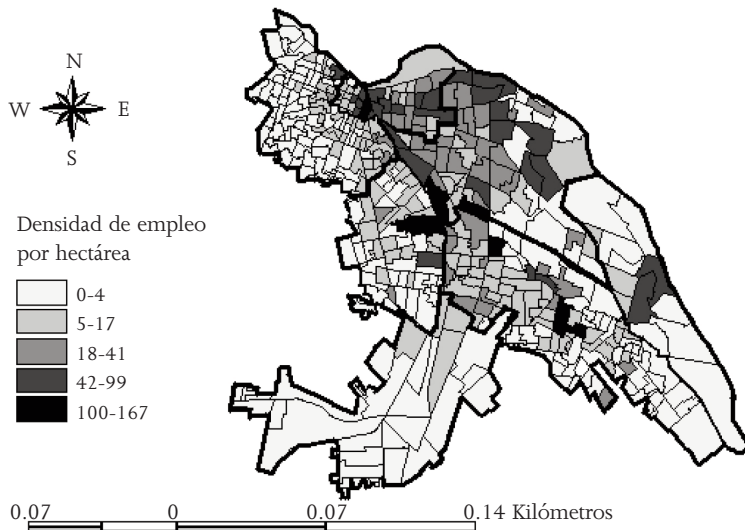 N
W E
S
Densidad de empleo
por hectárea
0-4
5-17
18-41
42-99
100-167
0.07 0 0.07 0.14 Kilómetros